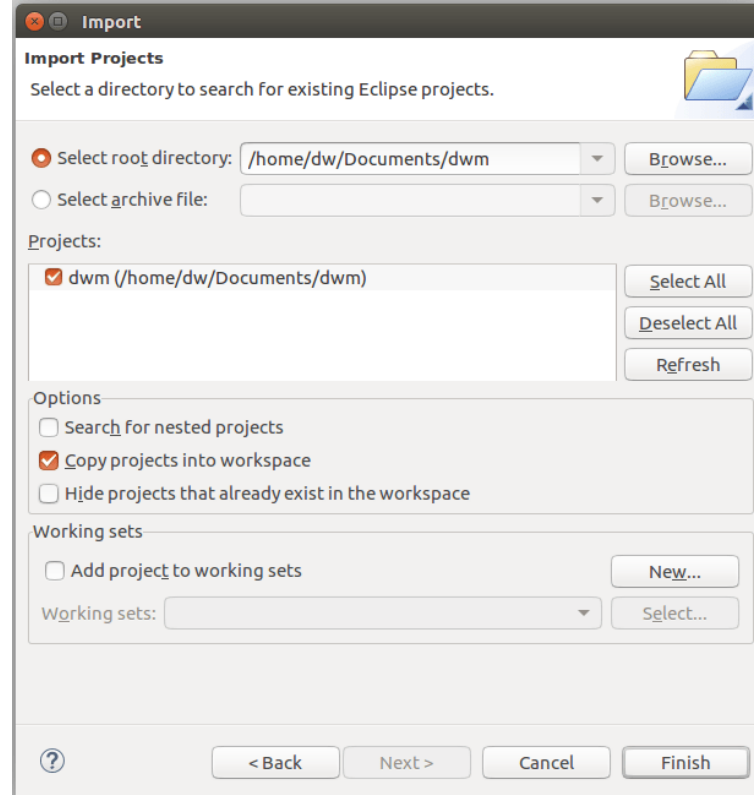 Import
Import Projects
Select a directory to search for existing Eclipse projects.
Select root directory: /home/dw/Documents/dwm Browse...
Select archive file: Browse...
Projects:
dwm (/home/dw/Documents/dwm)
Select All
Deselect All
Refresh
Options
Search for nested projects
Copy projects into workspace
Hide projects that already exist in the workspace
Working sets
Add project to working sets New...
Working sets: Select...
? < Back Next > Cancel Finish